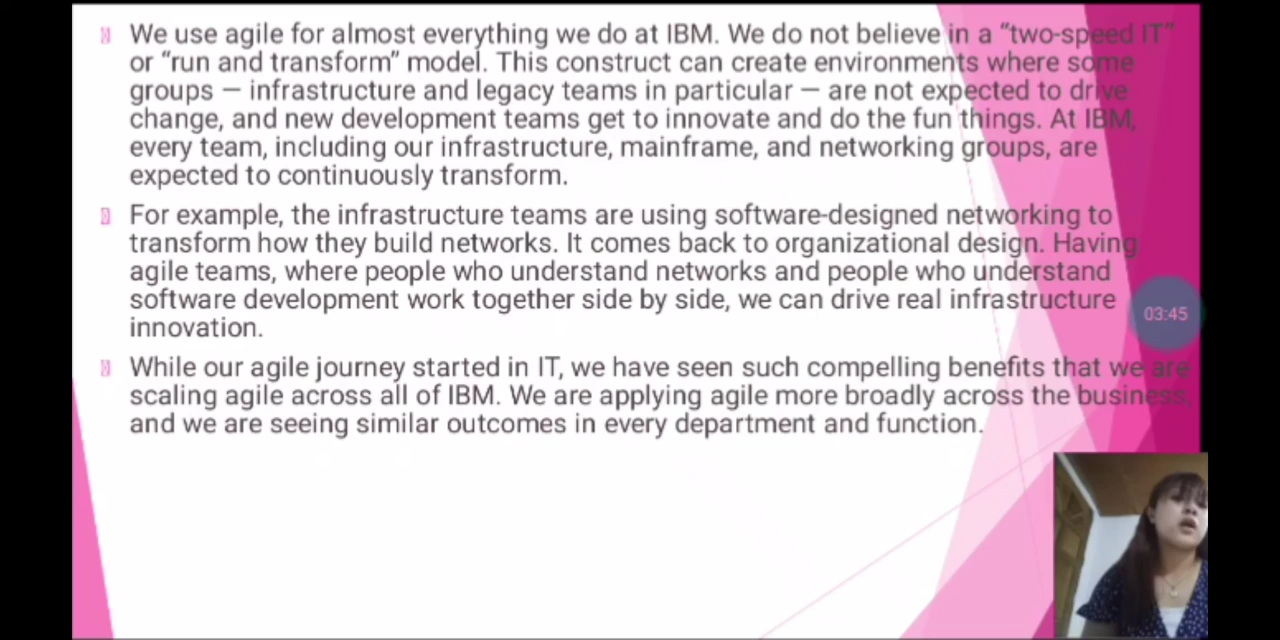 We use agile for almost everything we do at IBM. We do not believe in a “two-speed IT”
or “run and transform” model. This construct can create environments where some
groups — infrastructure and legacy teams in particular — are not expected to drive
change, and new development teams get to innovate and do the fun things. At IBM,
every team, including our infrastructure, mainframe, and networking groups, are
expected to continuously transform.
For example, the infrastructure teams are using software-designed networking to
transform how they build networks. It comes back to organizational design. Having
agile teams, where people who understand networks and people who understand
software development work together side by side, we can drive real infrastructure
innovation.
03:45
While our agile journey started in IT, we have seen such compelling benefits that we are
scaling agile across all of IBM. We are applying agile more broadly across the business,
and we are seeing similar outcomes in every department and function.